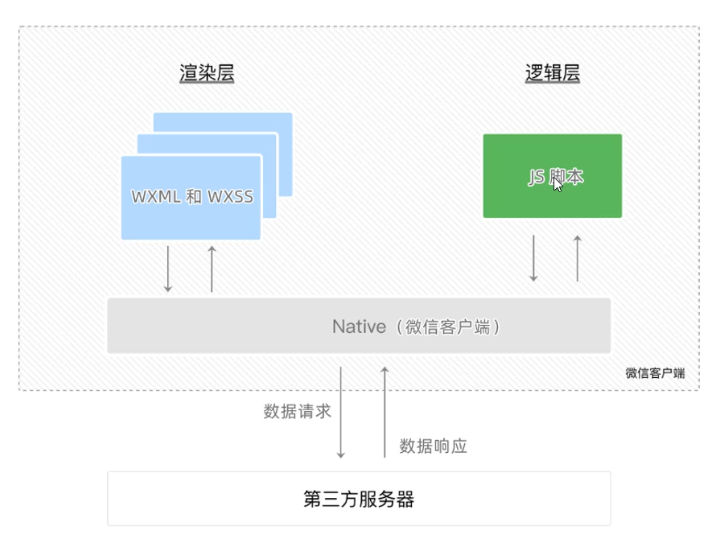 渲染层
逻辑层
WXML 和 WXSS
JS 脚本
Native（微信客户端）
微信客户端
数据请求
数据响应
第三方服务器